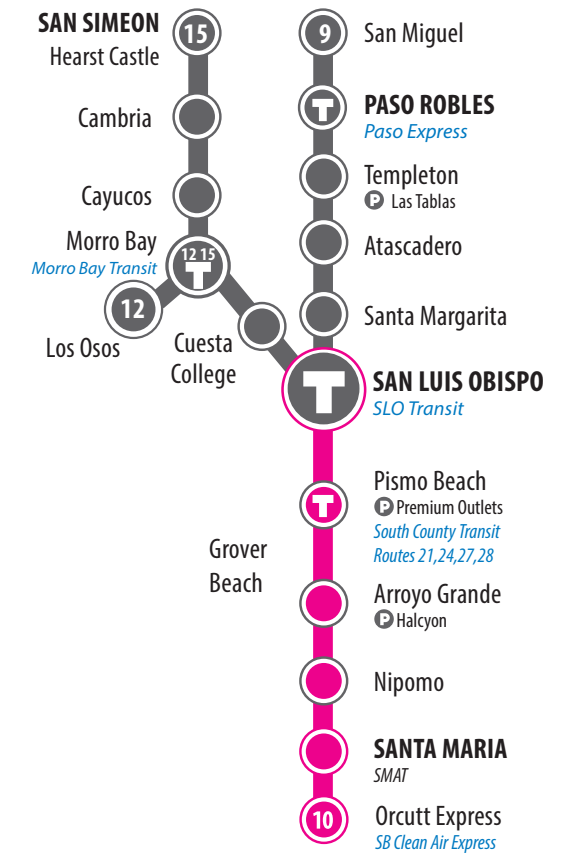 SAN SIMEON
15
Hearst Castle
Cambria
Cayucos
Morro Bay
Morro Bay Transit
12 15
T
12
Los Osos
Cuesta
College
9
San Miguel
T
PASO ROBLES
Paso Express
Templeton
P Las Tablas
Atascadero
Santa Margarita
T
SAN LUIS OBISPO
SLO Transit
T
Pismo Beach
P Premium Outlets
South County Transit
Routes 21,24,27,28
Grover
Beach
Arroyo Grande
P Halcyon
Nipomo
SANTA MARIA
SMAT
10
Orcutt Express
SB Clean Air Express